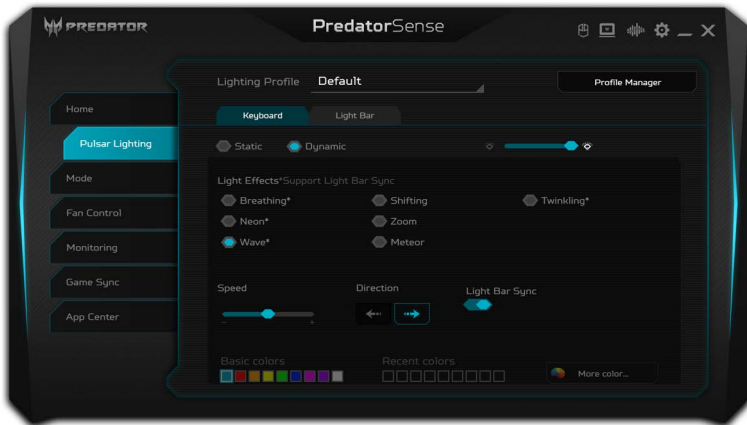 PREDATOR
PredatorSense
Lighting Profile Default
Profile Manager
Home
Keyboard Light Bar
Pulsar Lighting
Static Dynamic
Mode
Light Effects*Support Light Bar Sync
Breathing* Shifting Twinkling*
Fan Control
Neon* Zoom
Wave* Meteor
Monitoring
Game Sync
Speed Direction Light Bar Sync
App Center
- +
Basic colors Recent colors
More color...